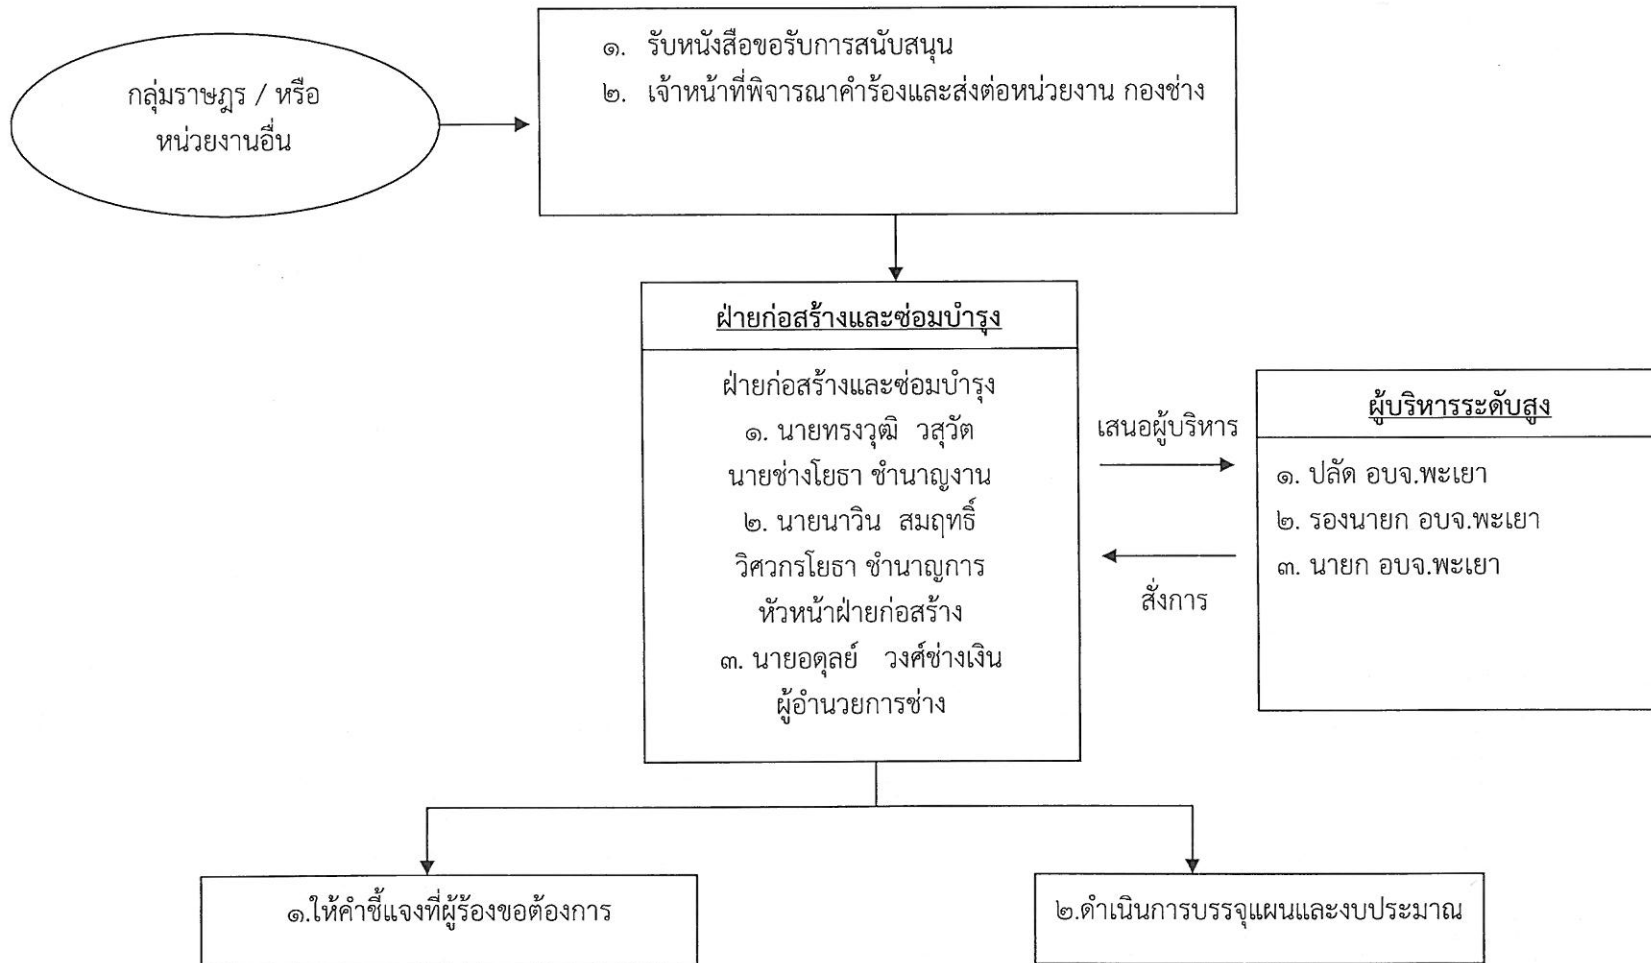 กลุ่มราษฎร / หรือ
หน่วยงานอื่น
๑. รับหนังสือขอรับการสนับสนุน
๒. เจ้าหน้าที่พิจารณาคำร้องและส่งต่อหน่วยงาน กองช่าง
ฝ่ายก่อสร้างและซ่อมบำรุง
ฝ่ายก่อสร้างและซ่อมบำรุง
๑. นายทรงวุฒิ วสุวัต
นายช่างโยธา ชำนาญงาน
๒. นายนาวิน สมฤทธิ์
วิศวกรโยธา ชำนาญการ
หัวหน้าฝ่ายก่อสร้าง
๓. นายอดุลย์ วงศ์ช่างเงิน
ผู้อำนวยการช่าง
เสนอผู้บริหาร
สั่งการ
ผู้บริหารระดับสูง
๑. ปลัด อบจ.พะเยา
๒. รองนายก อบจ.พะเยา
๓. นายก อบจ.พะเยา
๑.ให้คำชี้แจงที่ผู้ร้องขอต้องการ
๒.ดำเนินการบรรจุแผนและงบประมาณ